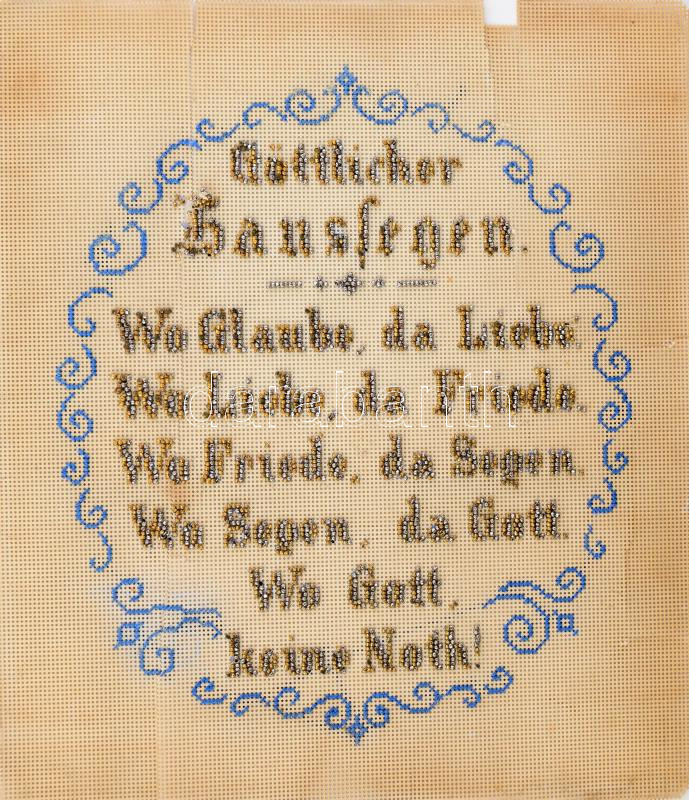 Göttlicher
Haussegen.
Wo Glaube, da Liebe.
Wo Liebe, da Friede.
Wo Friede, da Segen.
Wo Segen, da Gott.
Wo Gott,
keine Noth!
darabanth